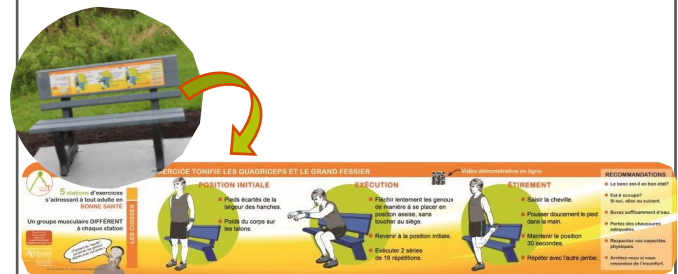 EXERCICE TONIFIE LES QUADRICEPS ET LE GRAND FESSIER
Vidéo démonstrative en ligne
5 stations d'exercices
s'adressant à tout adulte en
BONNE SANTÉ
Un groupe musculaire DIFFÉRENT
à chaque station
LES CUISSES
POSITION INITIALE
Pieds écartés de la
largeur des hanches.
Poids du corps sur
les talons.
EXÉCUTION
Fléchir lentement les genoux
de manière à se placer en
position assise, sans
toucher au siège.
Revenir à la position initiale.
Exécuter 2 séries
de 16 répétitions.
ÉTIREMENT
Saisir la cheville.
Pousser doucement le pied
dans la main.
Maintenir la position
30 secondes.
Répéter avec l'autre jambe.
RECOMMANDATIONS
Le banc est-il en bon état?
Est-il occupé?
Si oui, allez au suivant.
Buvez suffisamment d'eau.
Portez des chaussures
adéquates.
Respectez vos capacités
physiques.
Arrêtez-vous si vous
ressentez de l'inconfort.